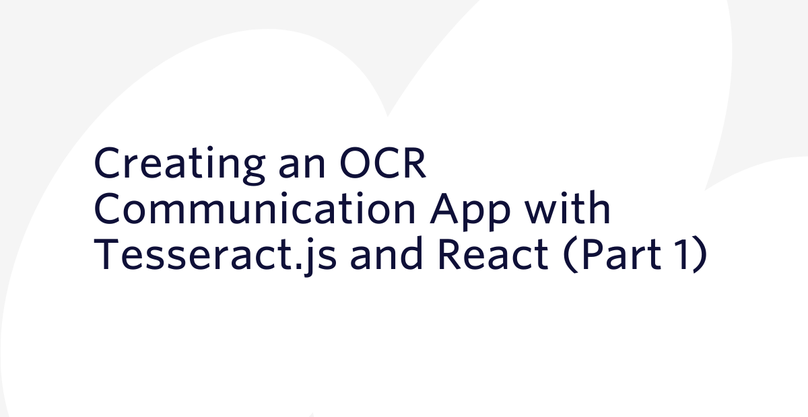 Creating an OCR
Communication App with
Tesseract.js and React (Part 1)